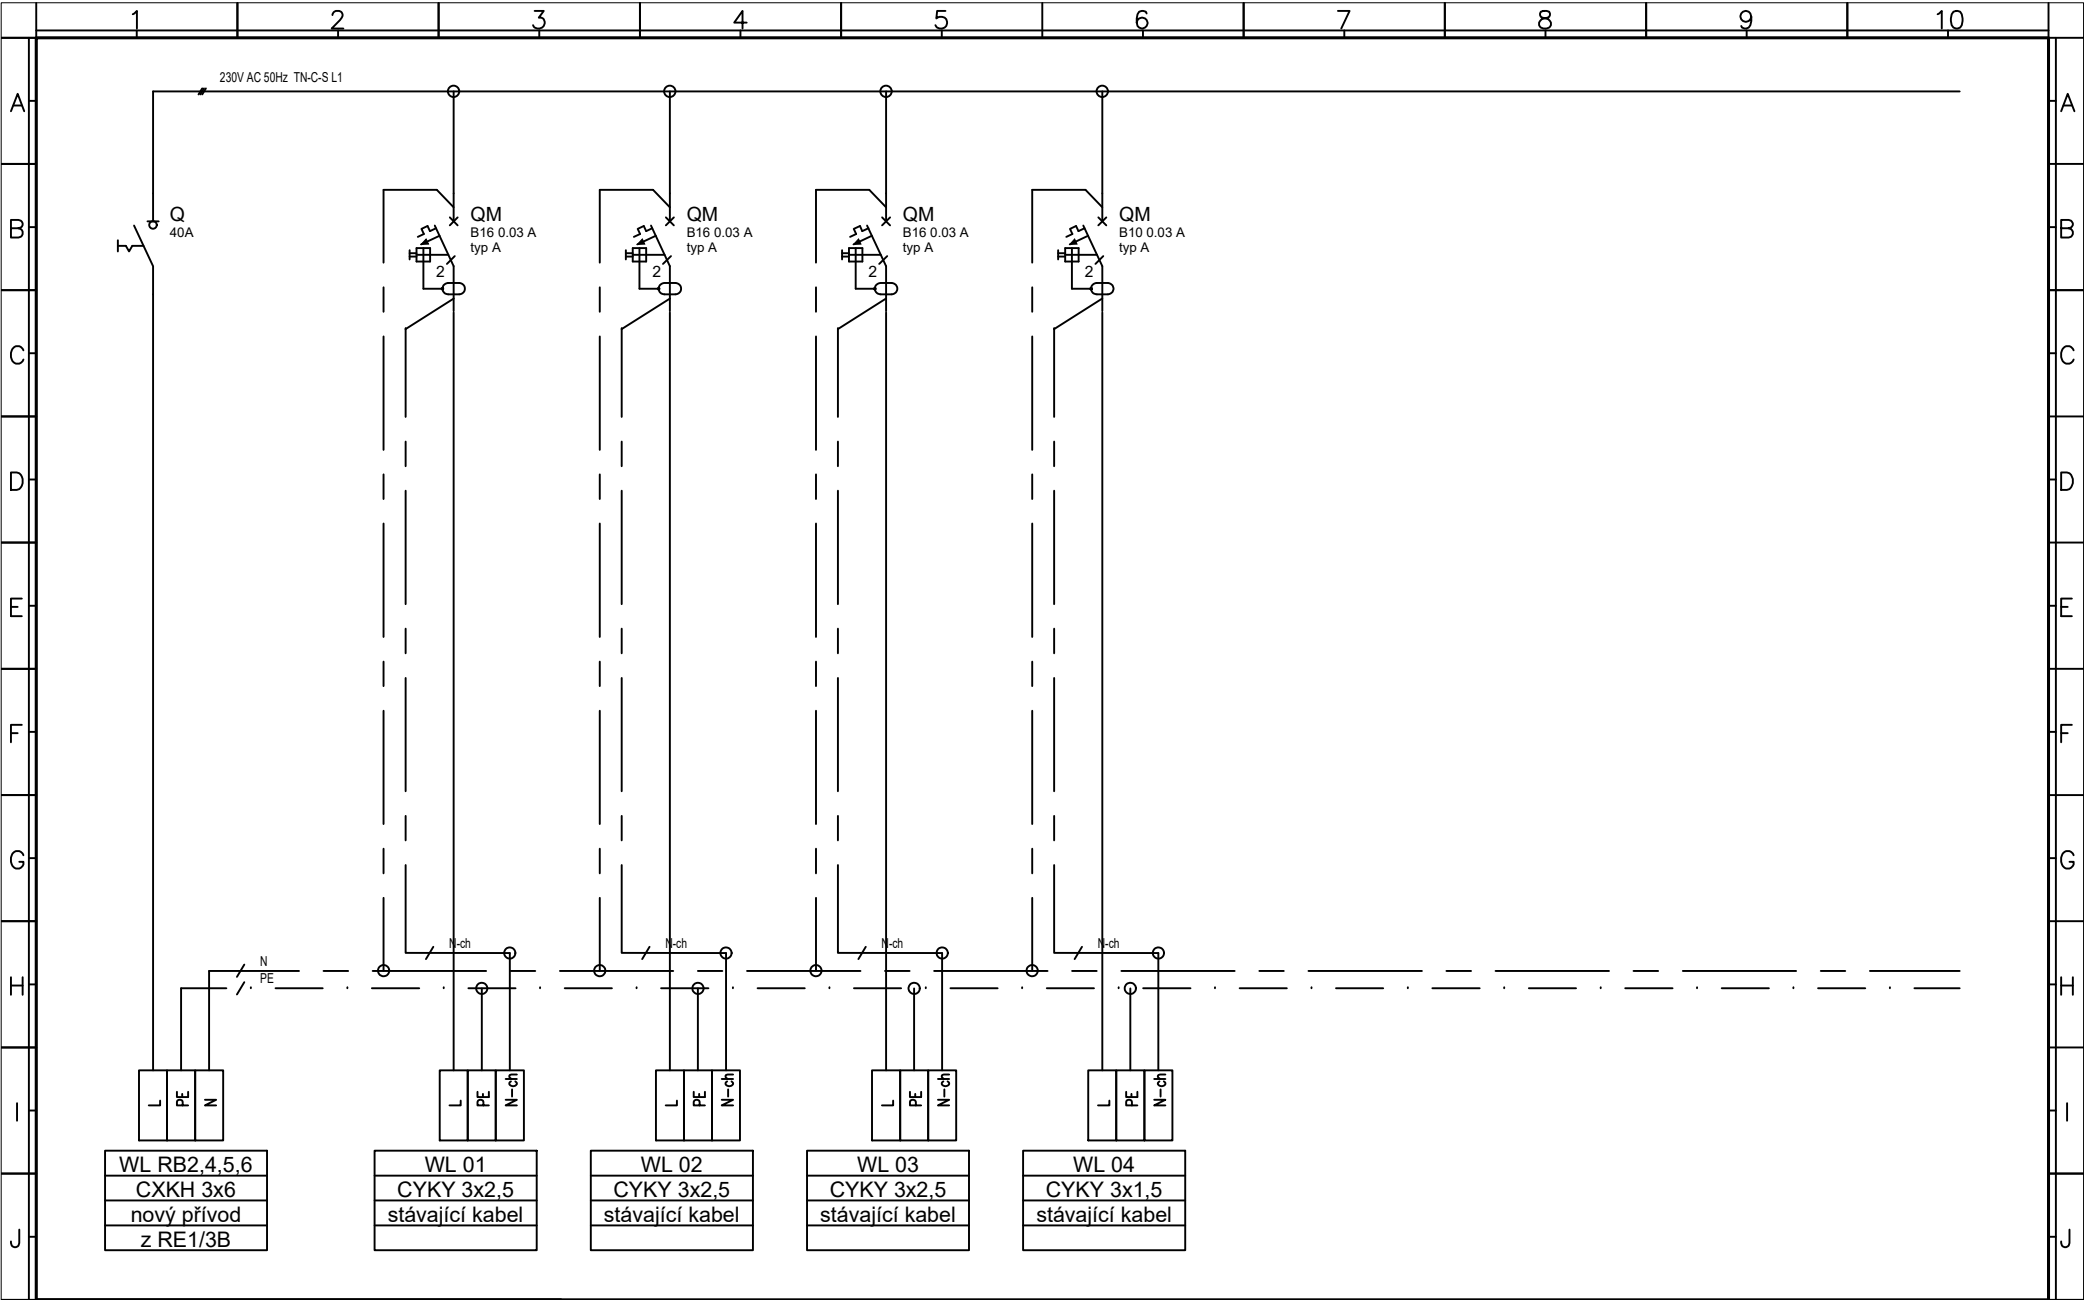 1 2 3 4 5 6 7 8 9 10
230V AC 50Hz TN-C-S L1
A A
B B
C C
D D
E E
F F
G G
H H
I I
J J
Q
40A
QM
B16 0.03 A
typ A
2
QM
B16 0.03 A
typ A
2
QM
B16 0.03 A
typ A
2
QM
B10 0.03 A
typ A
2
N-ch N-ch N-ch N-ch
N
PE
L PE N
L PE N-ch
L PE N-ch
L PE N-ch
L PE N-ch
WL RB2,4,5,6
CXKH 3x6
nový přívod
z RE1/3B
WL 01
CYKY 3x2,5
stávající kabel
WL 02
CYKY 3x2,5
stávající kabel
WL 03
CYKY 3x2,5
stávající kabel
WL 04
CYKY 3x1,5
stávající kabel